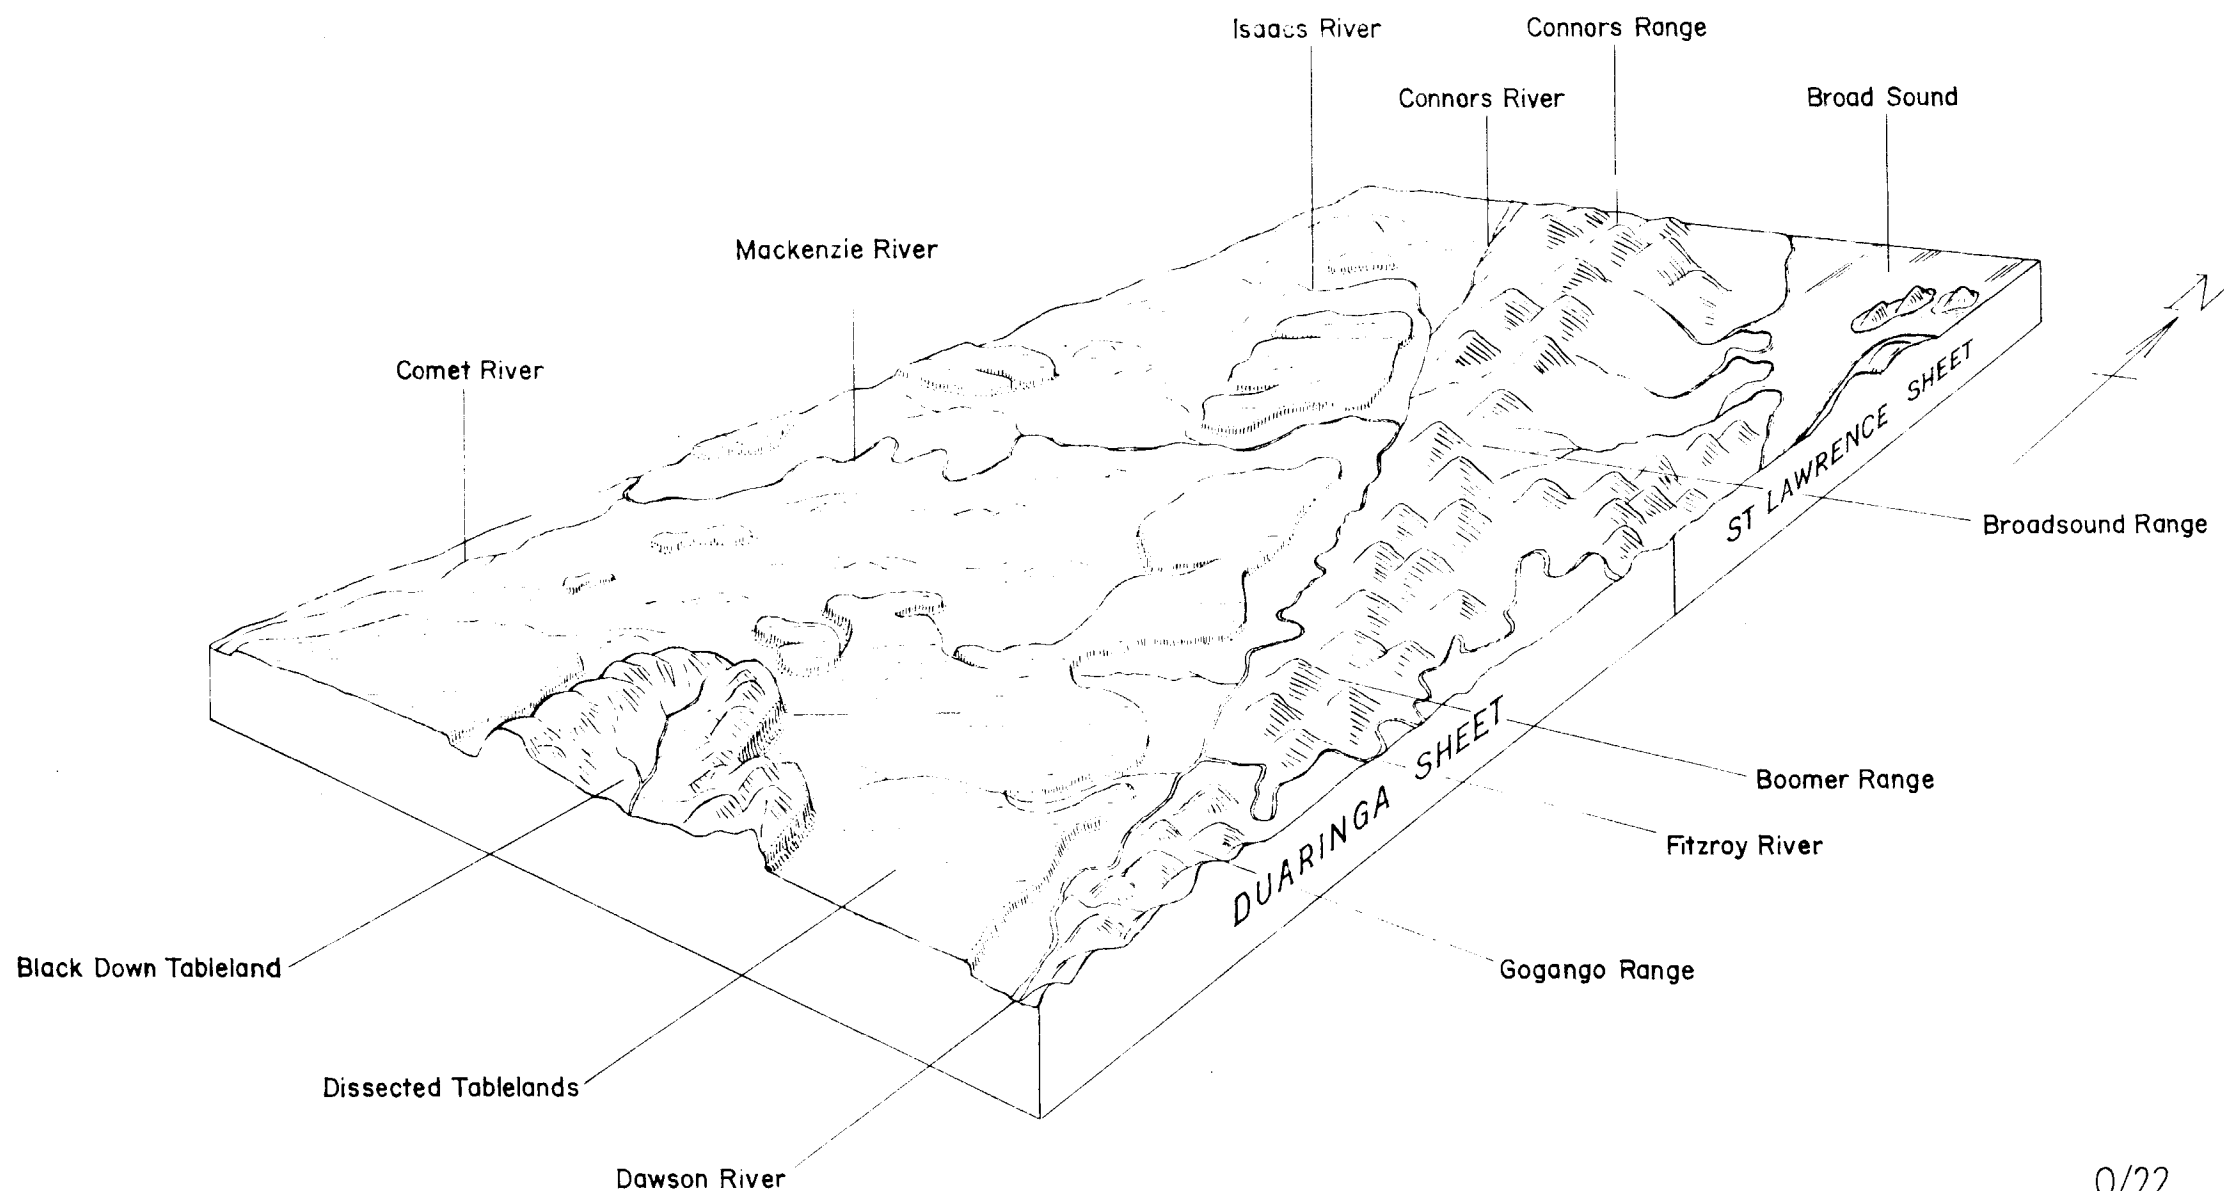 Isaacs River
Connors Range
Connors River
Broad Sound
Mackenzie River
N
Comet River
ST LAWRENCE SHEET
Broadsound Range
DUARINGA SHEET
Boomer Range
Fitzroy River
Black Down Tableland
Gogango Range
Dissected Tablelands
Dawson River
0/22